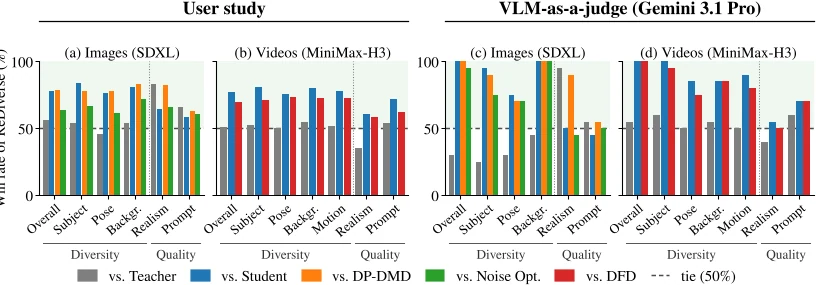 User study
VLM-as-a-judge (Gemini 3.1 Pro)
(a) Images (SDXL)
(b) Videos (MiniMax-H3)
(c) Images (SDXL)
(d) Videos (MiniMax-H3)
Win rate of ReDiverse (%)
100
50
0
100
50
0
Overall Subject Pose Backgr. Realism Prompt
Overall Subject Pose Backgr. Motion Realism Prompt
Overall Subject Pose Backgr. Realism Prompt
Overall Subject Pose Backgr. Motion Realism Prompt
Diversity Quality Diversity Quality Diversity Quality Diversity Quality
vs. Teacher vs. Student vs. DP-DMD vs. Noise Opt. vs. DFD tie (50%)